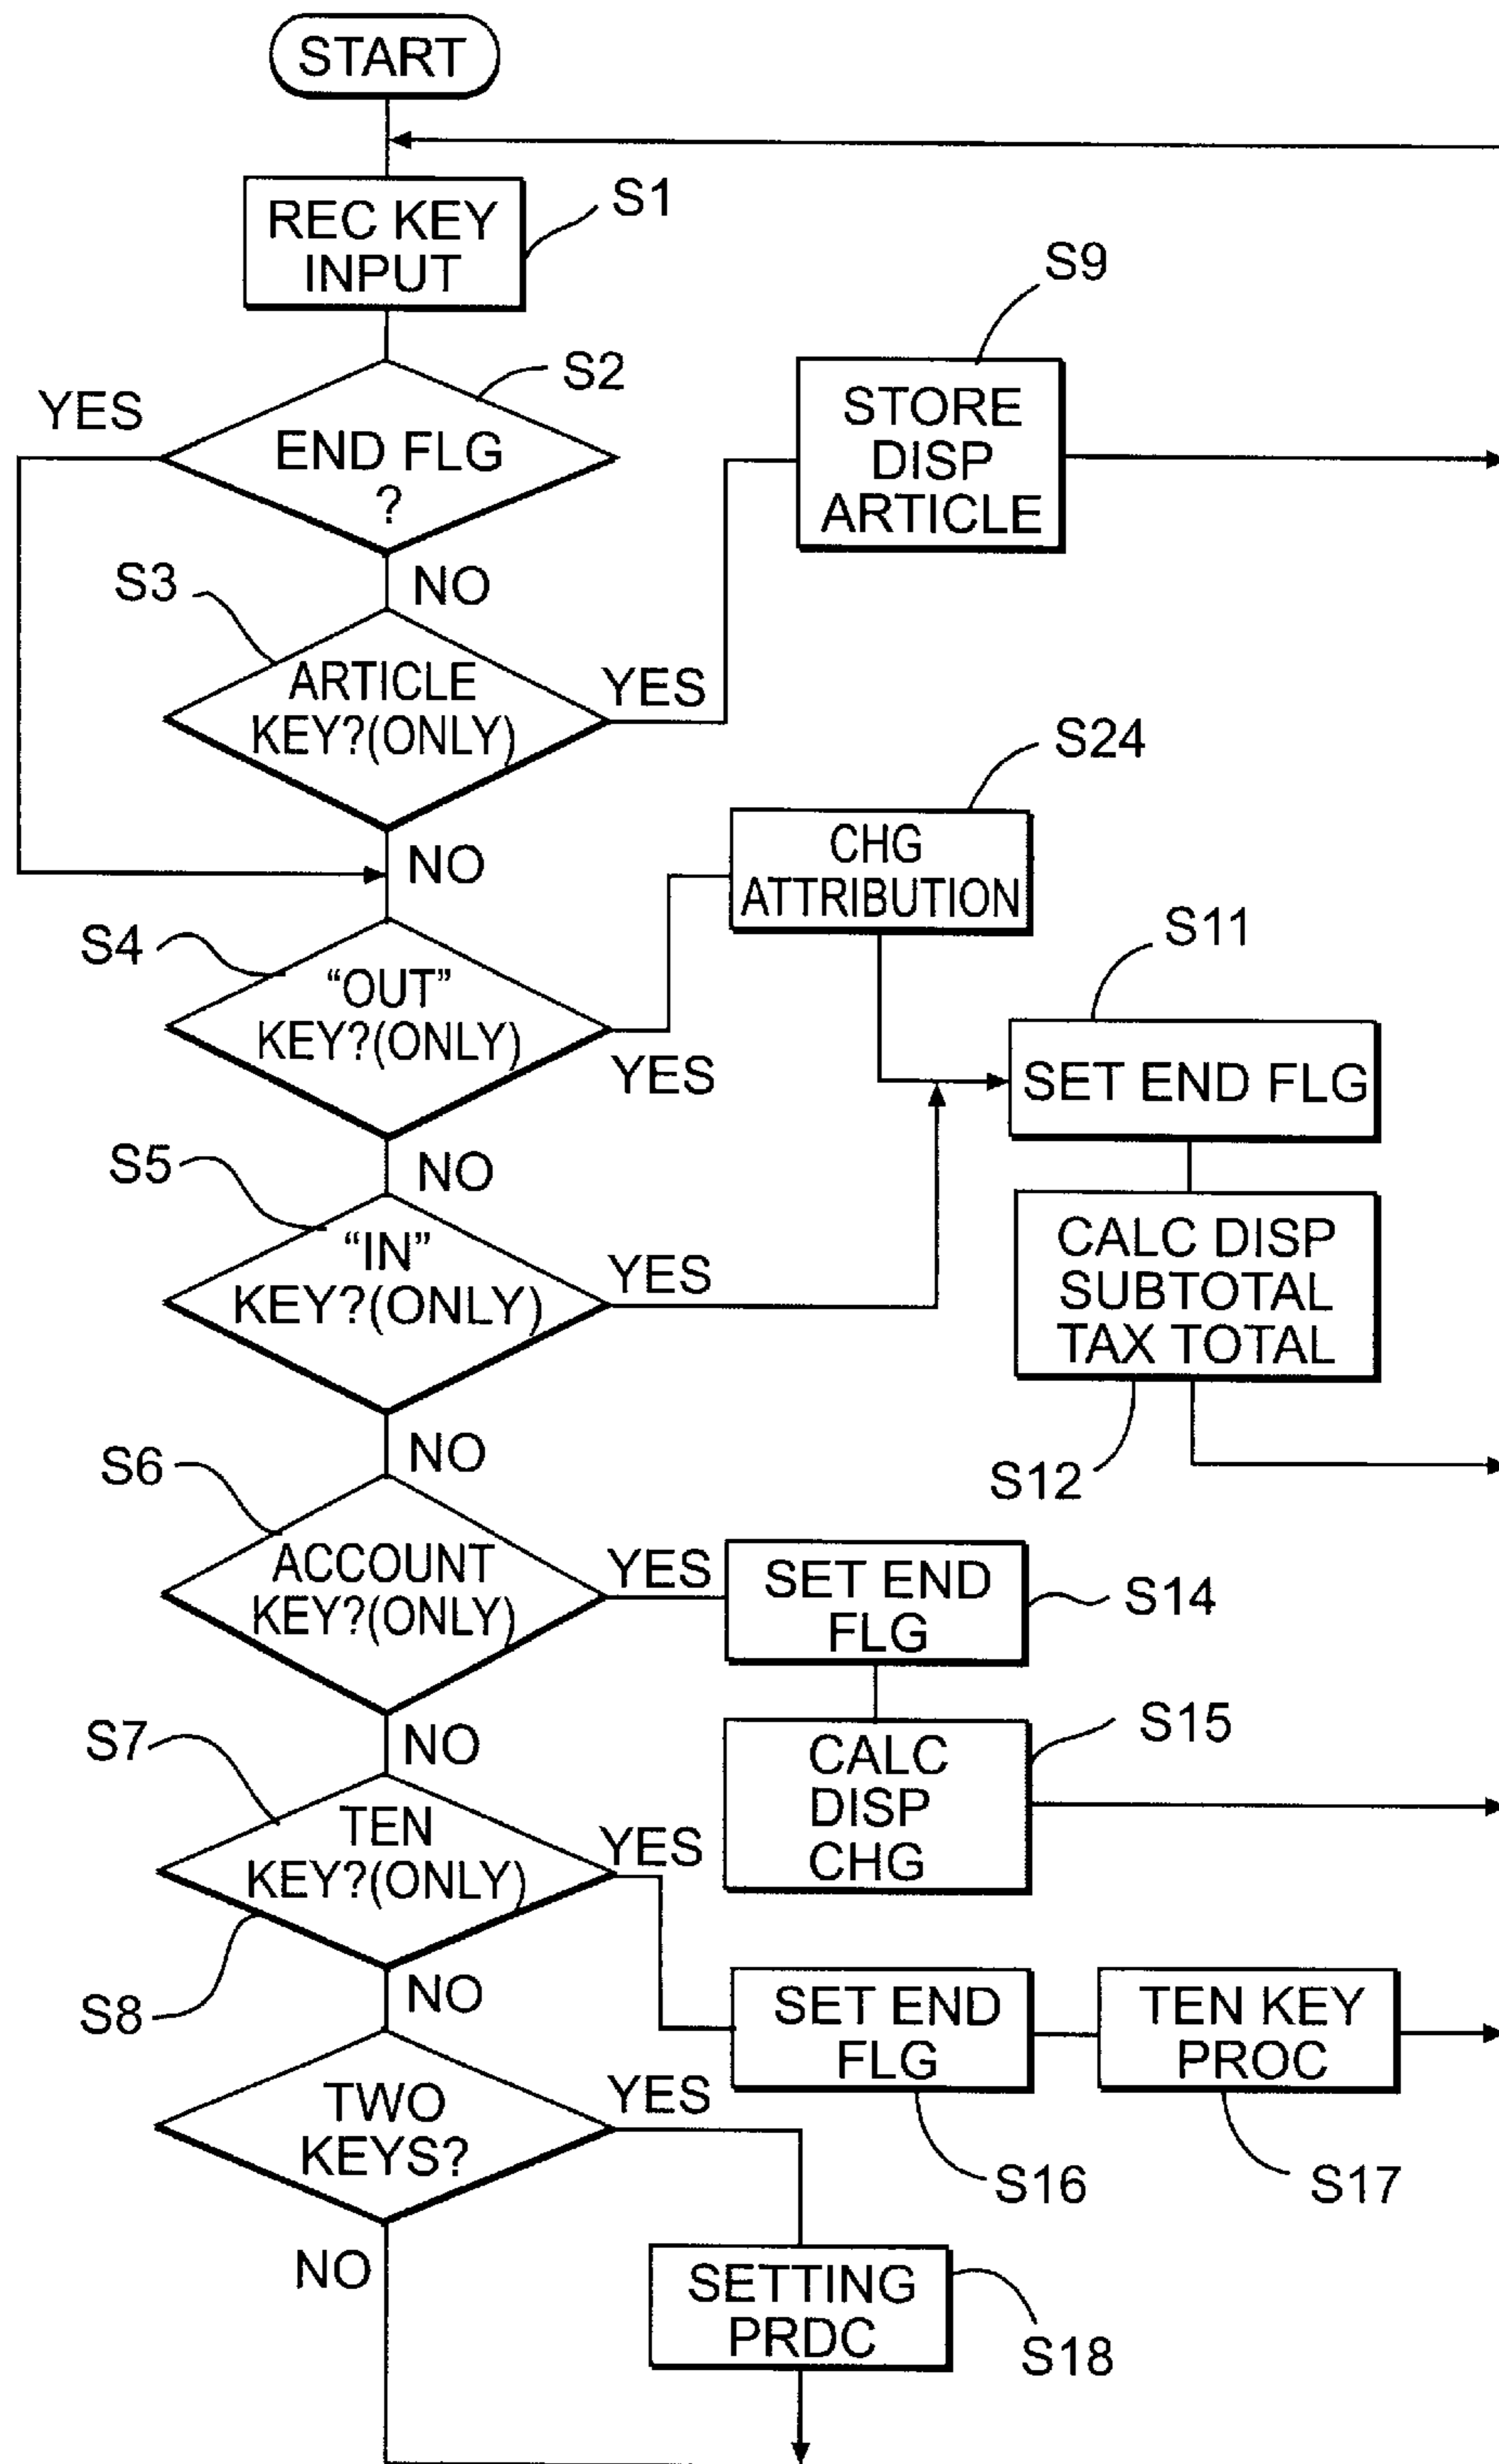 START
REC KEY
INPUT
S1
S9
S2
YES
END FLG
?
STORE
DISP
ARTICLE
S3
NO
ARTICLE
KEY?(ONLY)
YES
S24
CHG
ATTRIBUTION
NO
S4
S11
“OUT”
KEY?(ONLY)
YES
SET END FLG
S5
NO
“IN”
KEY?(ONLY)
YES
CALC DISP
SUBTOTAL
TAX TOTAL
S12
NO
S6
ACCOUNT
KEY?(ONLY)
YES
SET END
FLG
S14
S7
NO
CALC
DISP
CHG
S15
TEN
KEY?(ONLY)
YES
S8
NO
SET END
FLG
TEN KEY
PROC
TWO
KEYS?
YES
S16
S17
NO
SETTING
PRDC
S18